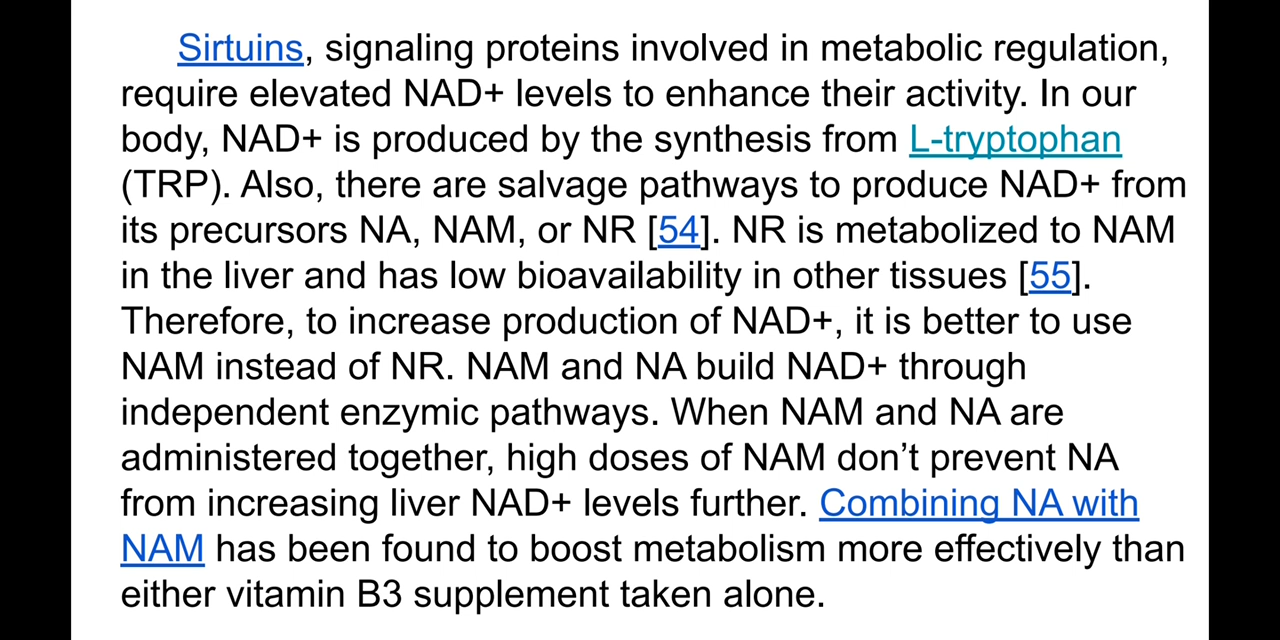 Sirtuins, signaling proteins involved in metabolic regulation,
require elevated NAD+ levels to enhance their activity. In our
body, NAD+ is produced by the synthesis from L-tryptophan
(TRP). Also, there are salvage pathways to produce NAD+ from
its precursors NA, NAM, or NR [54]. NR is metabolized to NAM
in the liver and has low bioavailability in other tissues [55].
Therefore, to increase production of NAD+, it is better to use
NAM instead of NR. NAM and NA build NAD+ through
independent enzymic pathways. When NAM and NA are
administered together, high doses of NAM don’t prevent NA
from increasing liver NAD+ levels further. Combining NA with
NAM has been found to boost metabolism more effectively than
either vitamin B3 supplement taken alone.